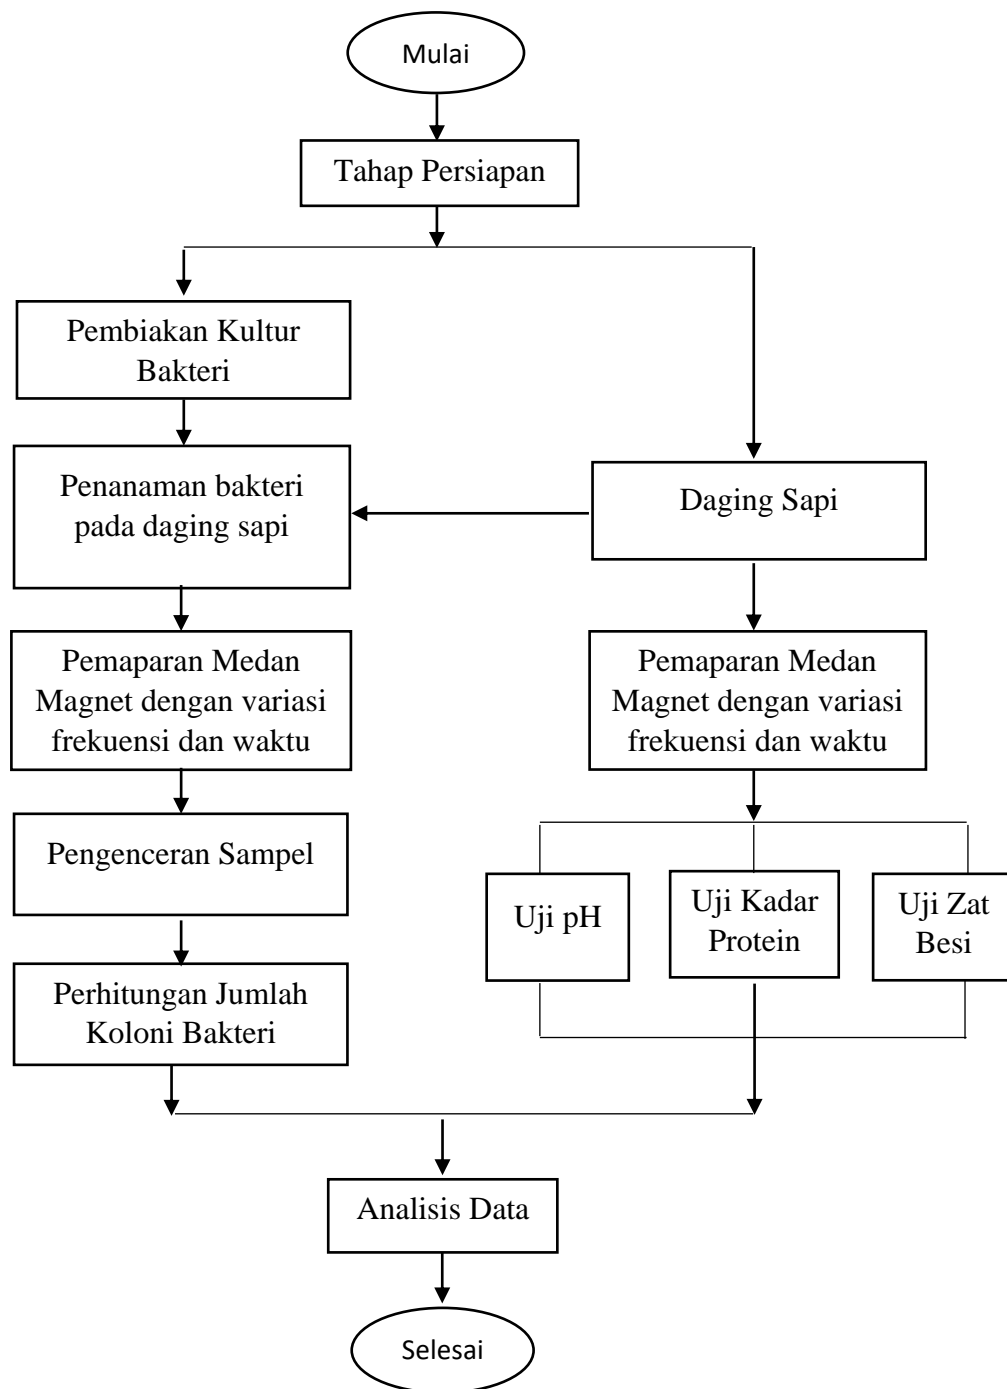 Mulai
Tahap Persiapan
Pembiakan Kultur
Bakteri
Penanaman bakteri
pada daging sapi
Daging Sapi
Pemaparan Medan
Magnet dengan variasi
frekuensi dan waktu
Pemaparan Medan
Magnet dengan variasi
frekuensi dan waktu
Pengenceran Sampel
Uji pH
Uji Kadar
Protein
Uji Zat
Besi
Perhitungan Jumlah
Koloni Bakteri
Analisis Data
Selesai